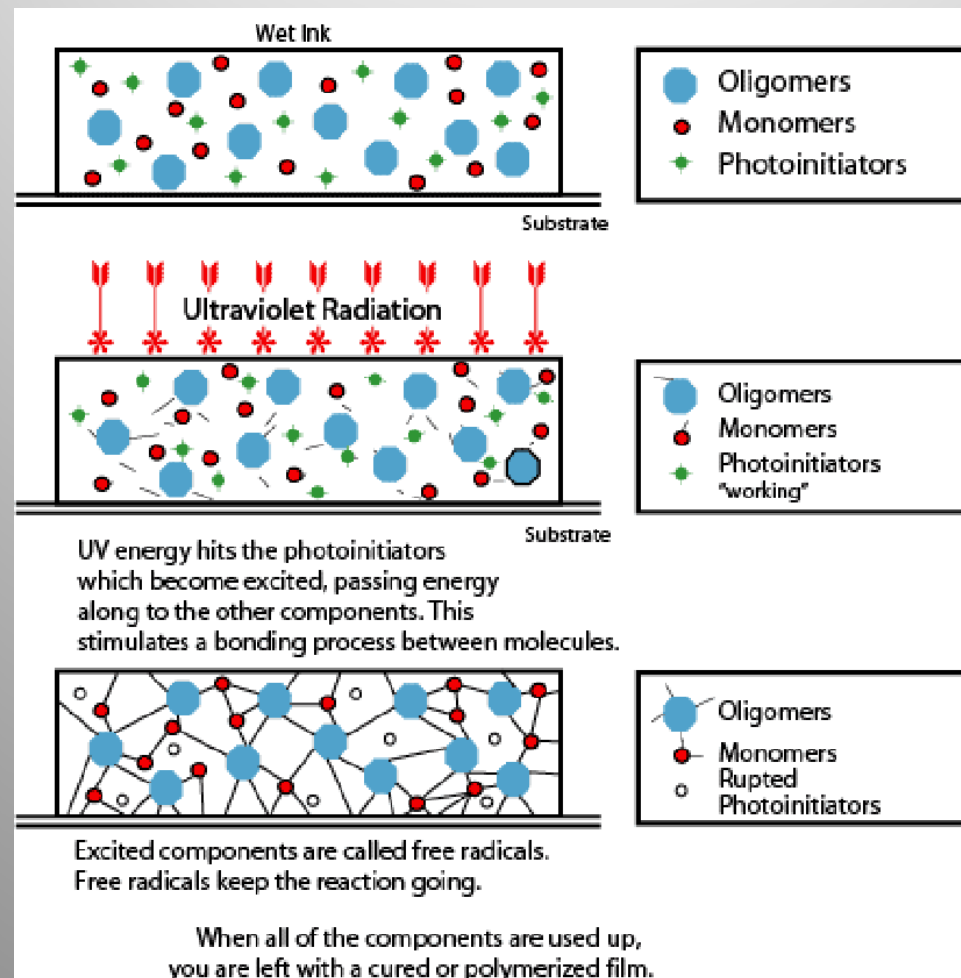 Wet Ink
Oligomers
Monomers
Photoinitiators
Substrate
Ultraviolet Radiation
Oligomers
Monomers
Photoinitiators
"working"
Substrate
UV energy hits the photoinitiators
which become excited, passing energy
along to the other components. This
stimulates a bonding process between molecules.
Oligomers
Monomers
Rupted
Photoinitiators
Excited components are called free radicals.
Free radicals keep the reaction going.
When all of the components are used up,
you are left with a cured or polymerized film.